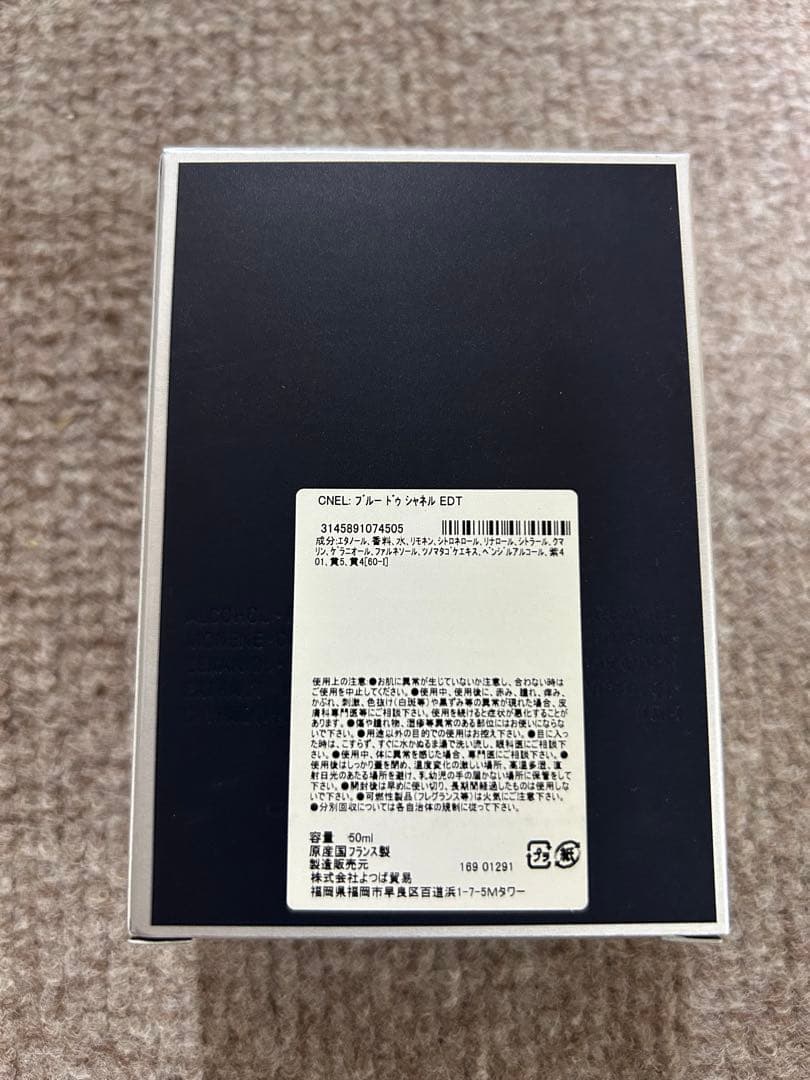 CNEL: ブルー ドゥ シャネル EDT
3145891074505
成分:エタノール、香料、水、リモネン、シトロネロール、リナロール、シトラール、クマ
リン、ゲラニオール、ファルネソール、ツノマタゴケエキス、ベンジルアルコール、紫4
01、黄5、黄4[60-I]
使用上の注意:●お肌に異常が生じていないか注意し、合わない時は
ご使用を中止してください。●使用中、使用後に、赤み、腫れ、痒み、
かぶれ、刺激、色抜け(白斑等)や黒ずみ等の異常が現れた場合、皮
膚科専門医等にご相談下さい。使用を続けると症状が悪化することが
あります。●傷や腫れ物、湿疹等異常のある部位にはお使いにならな
いで下さい。●用途以外の目的での使用はお控え下さい。●目に入っ
た時は、こすらず、すぐに水かぬるま湯で洗い流し、眼科医にご相談下
さい。●使用中、体に異常を感じた場合、専門医にご相談下さい。●
使用後はしっかり蓋を閉め、温度変化の激しい場所、高温多湿、直
射日光のあたる場所を避け、乳幼児の手の届かない場所に保管をして
下さい。●開封後は早めに使い切り、長期間経過したものは使用しな
いで下さい。●可燃性製品(フレグランス等)は火気にご注意下さい。
●分別回収については各自治体の規制に従って下さい。
容量 50ml
原産国フランス製
製造販売元 169 01291
プラ 紙
株式会社よつば貿易
福岡県福岡市早良区百道浜1-7-5Mタワー